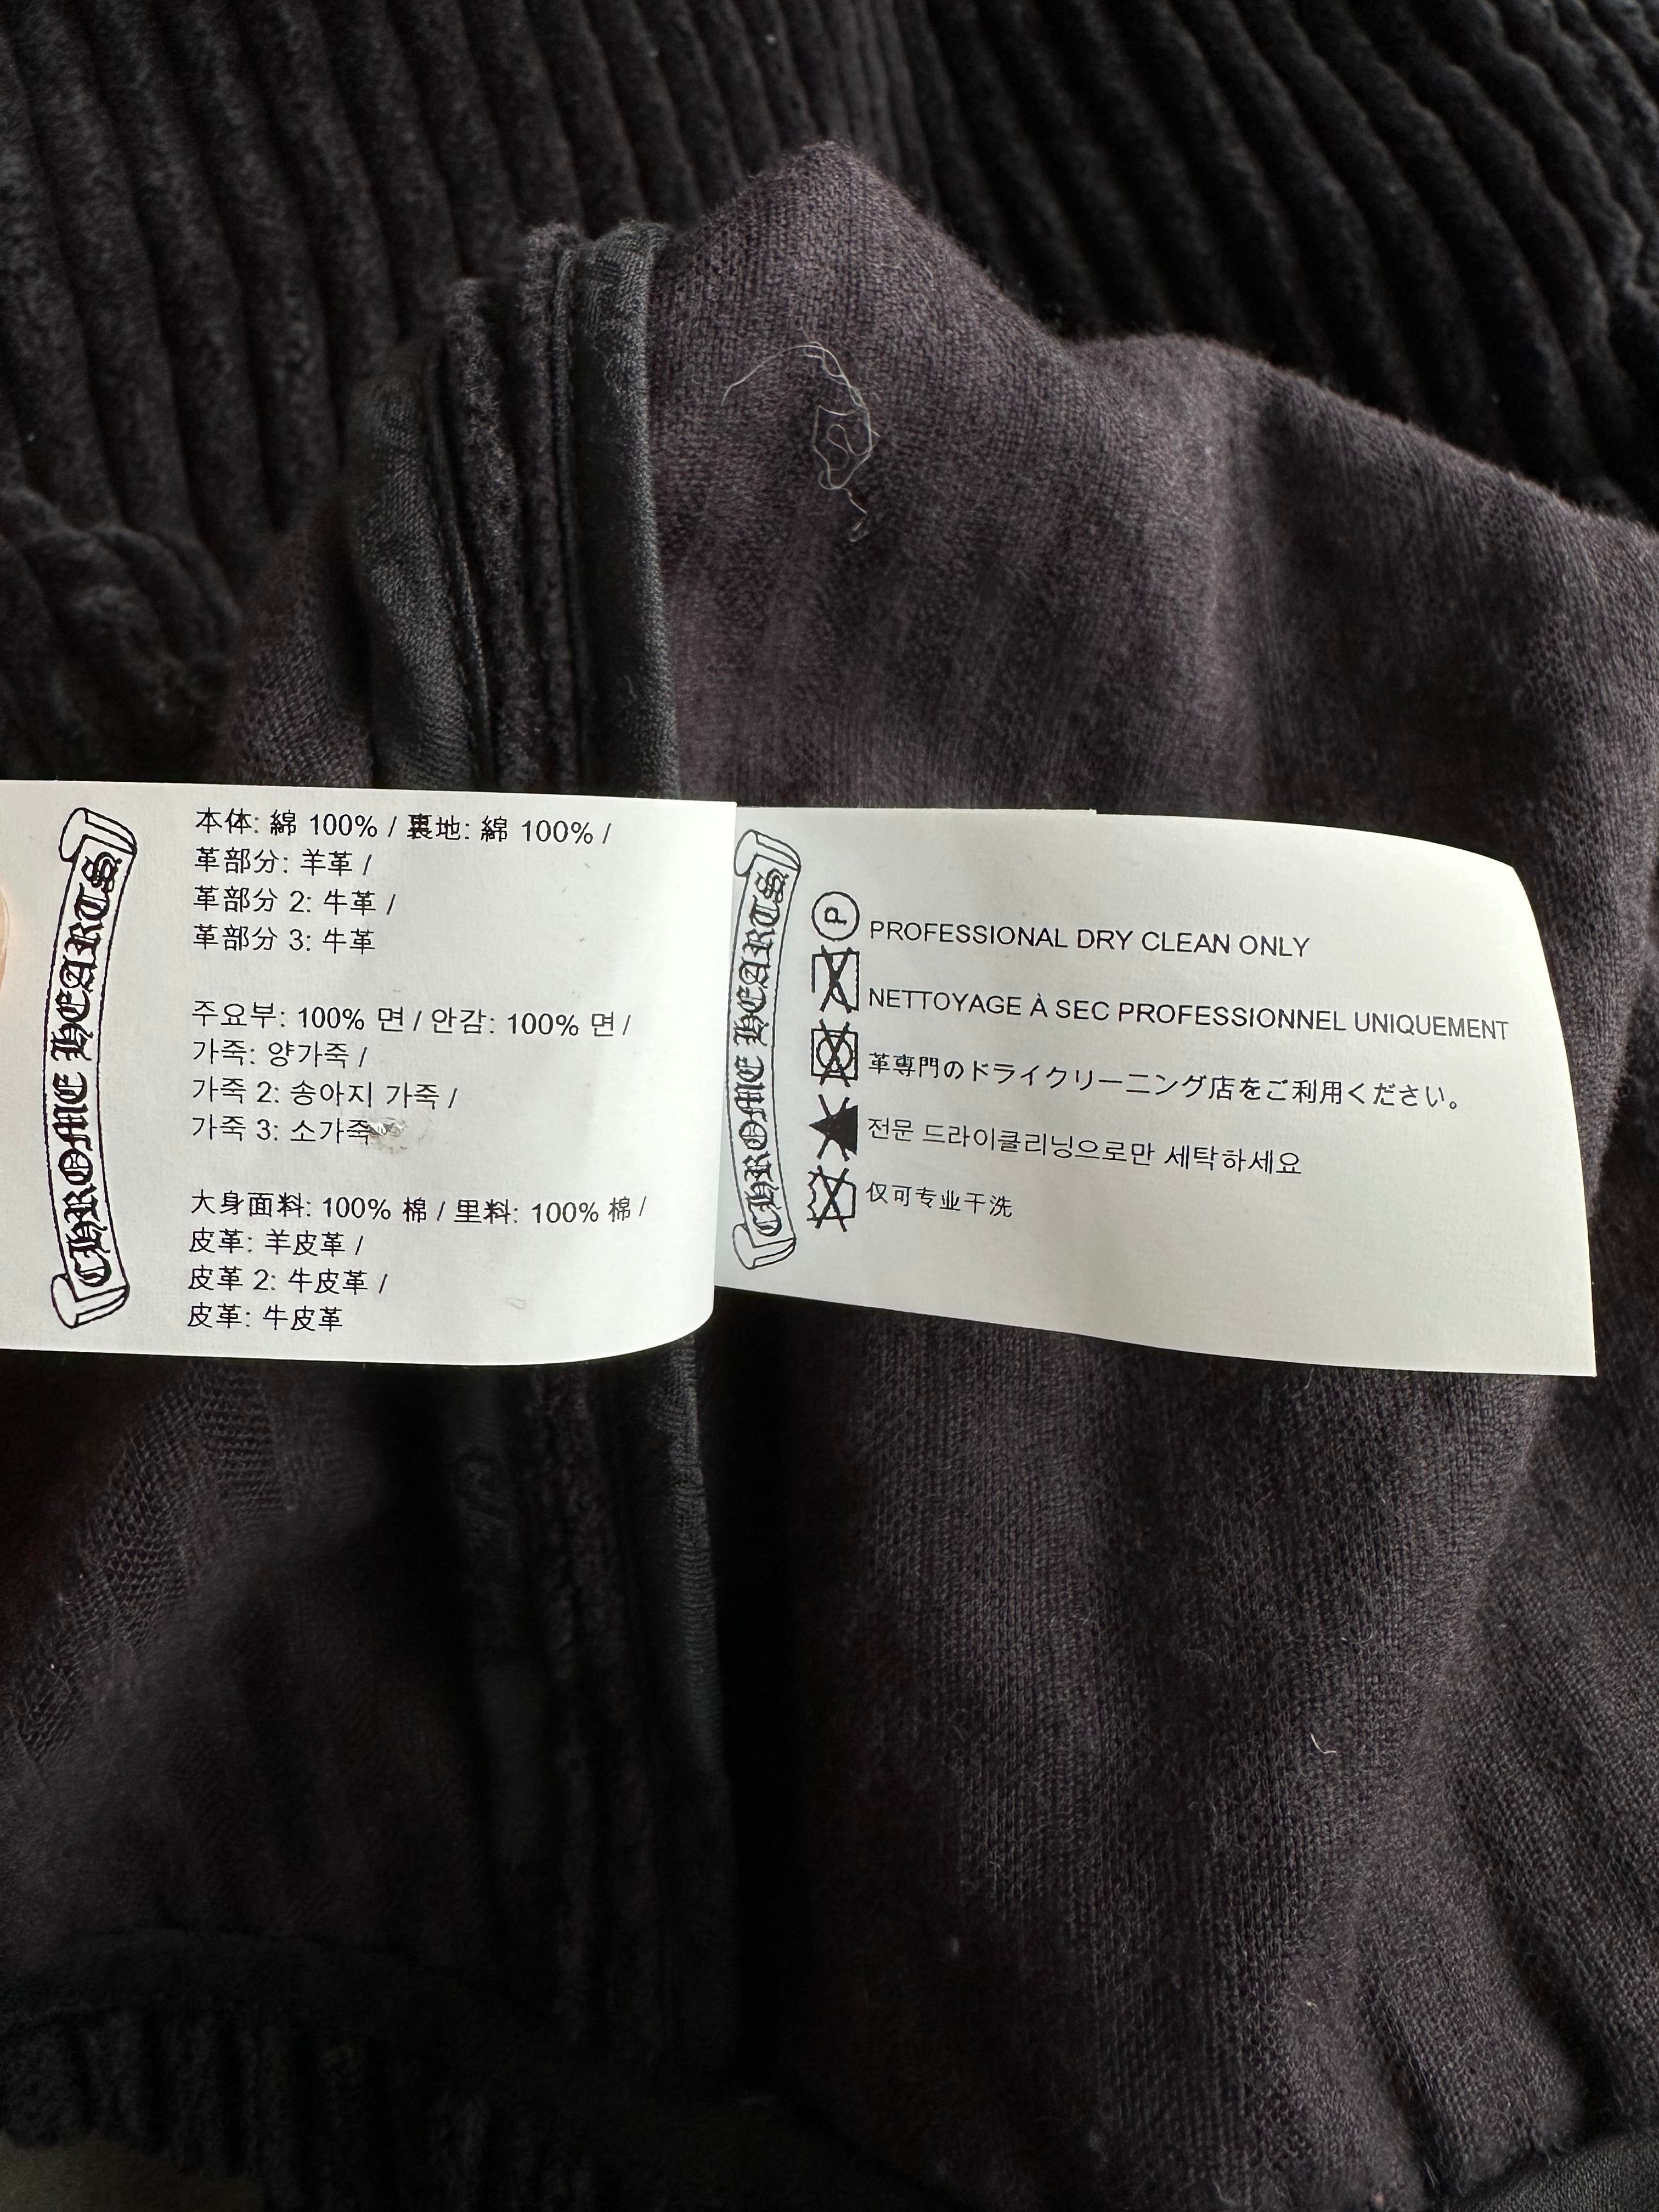 CHROME HEARTS
本体: 綿 100% / 裏地: 綿 100% /
革部分: 羊革 /
革部分 2: 牛革 /
革部分 3: 牛革
주요부: 100% 면 / 안감: 100% 면 /
가죽: 양가죽 /
가죽 2: 송아지 가죽 /
가죽 3: 소가죽
大身面料: 100% 棉 / 里料: 100% 棉 /
皮革: 羊皮革 /
皮革 2: 牛皮革 /
皮革: 牛皮革
CHROME HEARTS
P
PROFESSIONAL DRY CLEAN ONLY
NETTOYAGE À SEC PROFESSIONNEL UNIQUEMENT
革専門のドライクリーニング店をご利用ください。
전문 드라이클리닝으로만 세탁하세요
仅可专业干洗